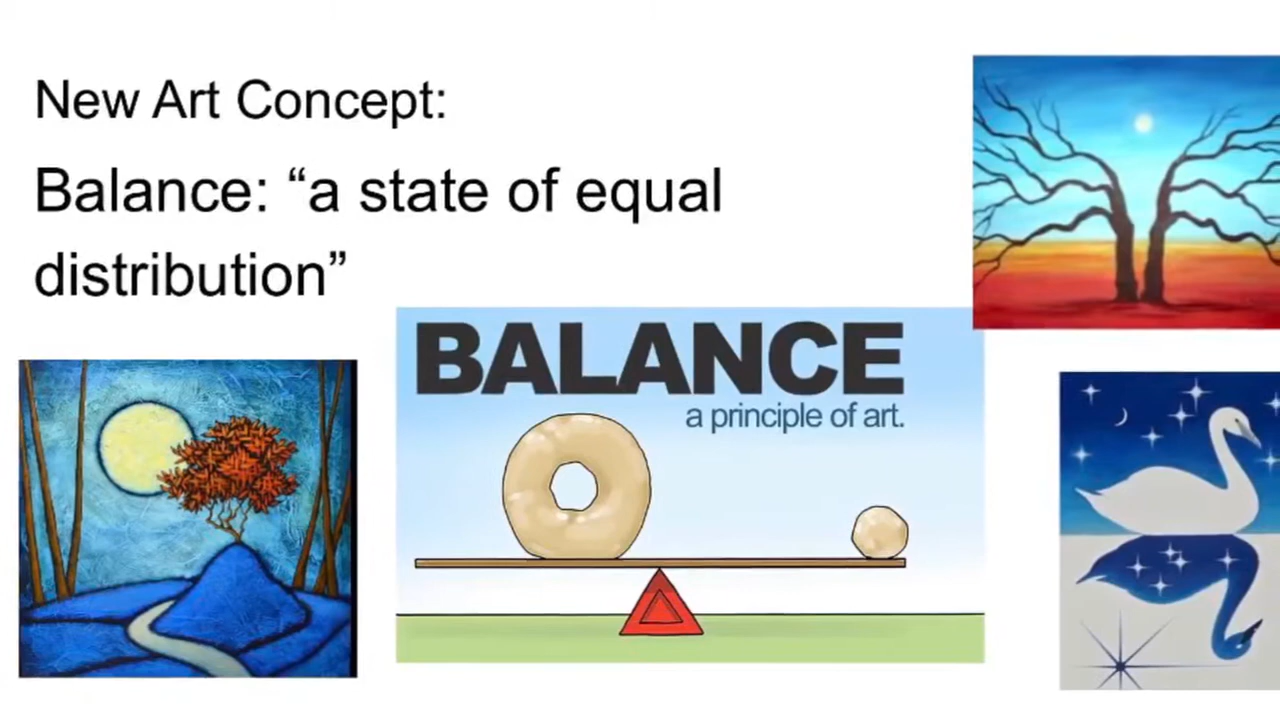 New Art Concept:
Balance: “a state of equal
distribution”
BALANCE
a principle of art.